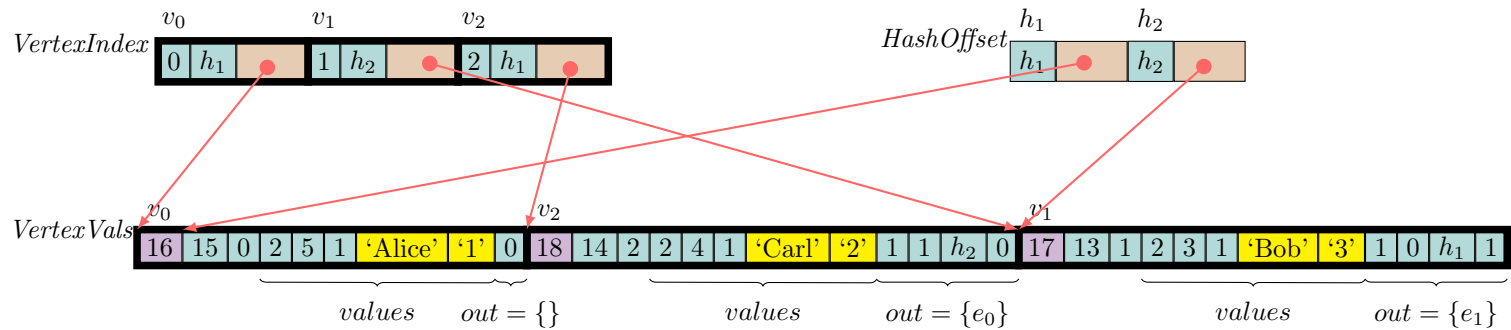 v₀ v₁ v₂ h₁ h₂
VertexIndex 0 h₁ 1 h₂ 2 h₁ HashOffset h₁ h₂
v₀ v₂ v₁
VertexVals 16 15 0 2 5 1 ‘Alice’ ‘1’ 0 18 14 2 2 4 1 ‘Carl’ ‘2’ 1 1 h₂ 0 17 13 1 2 3 1 ‘Bob’ ‘3’ 1 0 h₁ 1
values out = {} values out = {e₀} values out = {e₁}